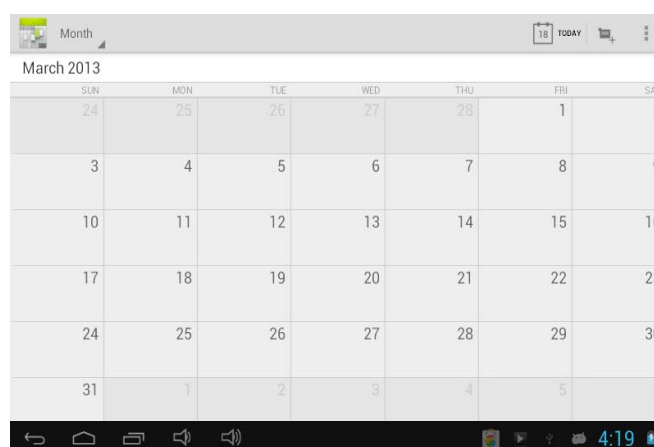 Month 18 TODAY
March 2013
SUN MON TUE WED THU FRI
24 25 26 27 28 1
3 4 5 6 7 8
10 11 12 13 14 15
17 18 19 20 21 22
24 25 26 27 28 29
31 1 2 3 4 5
4:19